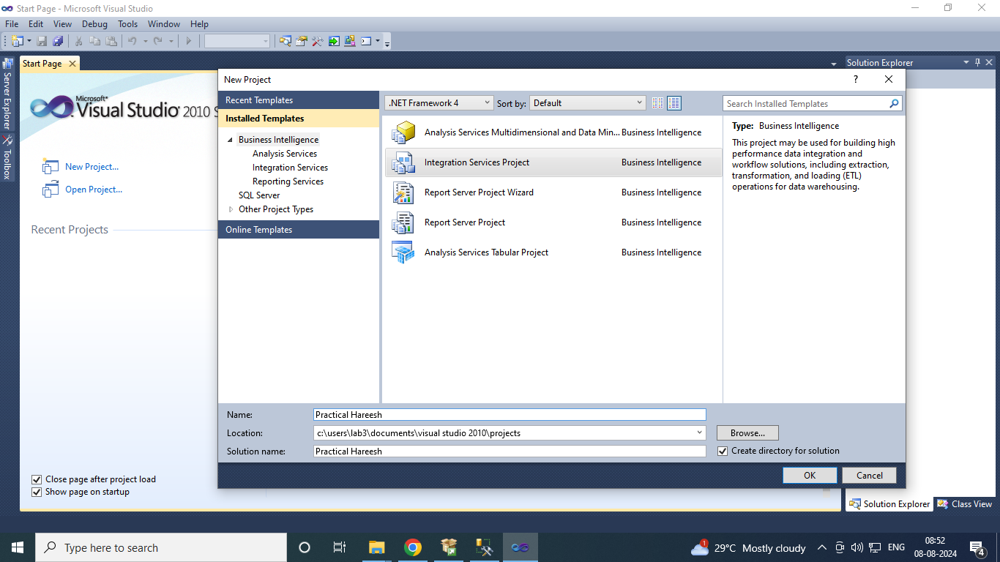 Start Page - Microsoft Visual Studio
File Edit View Debug Tools Window Help
Start Page
Solution Explorer
Server Explorer
Toolbox
Microsoft®
Visual Studio 2010 S
New Project...
Open Project...
Recent Projects
Close page after project load
Show page on startup
New Project
?
Recent Templates
Installed Templates
Business Intelligence
Analysis Services
Integration Services
Reporting Services
SQL Server
Other Project Types
Online Templates
.NET Framework 4 Sort by: Default
Search Installed Templates
Analysis Services Multidimensional and Data Min... Business Intelligence
Integration Services Project Business Intelligence
Report Server Project Wizard Business Intelligence
Report Server Project Business Intelligence
Analysis Services Tabular Project Business Intelligence
Type: Business Intelligence
This project may be used for building high
performance data integration and
workflow solutions, including extraction,
transformation, and loading (ETL)
operations for data warehousing.
Name: Practical Hareesh
Location: c:\users\lab3\documents\visual studio 2010\projects Browse...
Solution name: Practical Hareesh Create directory for solution
OK Cancel
Solution Explorer Class View
Type here to search
1
29°C Mostly cloudy
ENG
08:52
08-08-2024
4